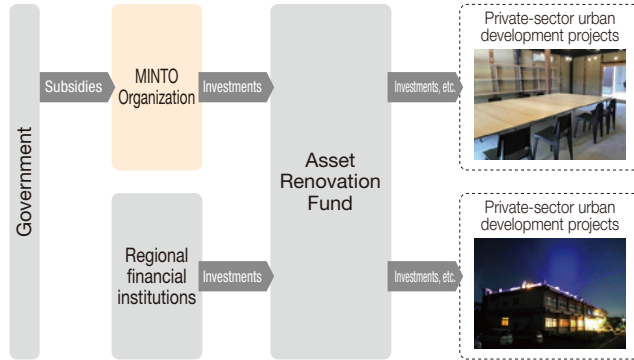 Government
Subsidies
MINTO
Organization
Investments
Regional
financial
institutions
Investments
Asset
Renovation
Fund
Investments, etc.
Private-sector urban
development projects
Investments, etc.
Private-sector urban
development projects